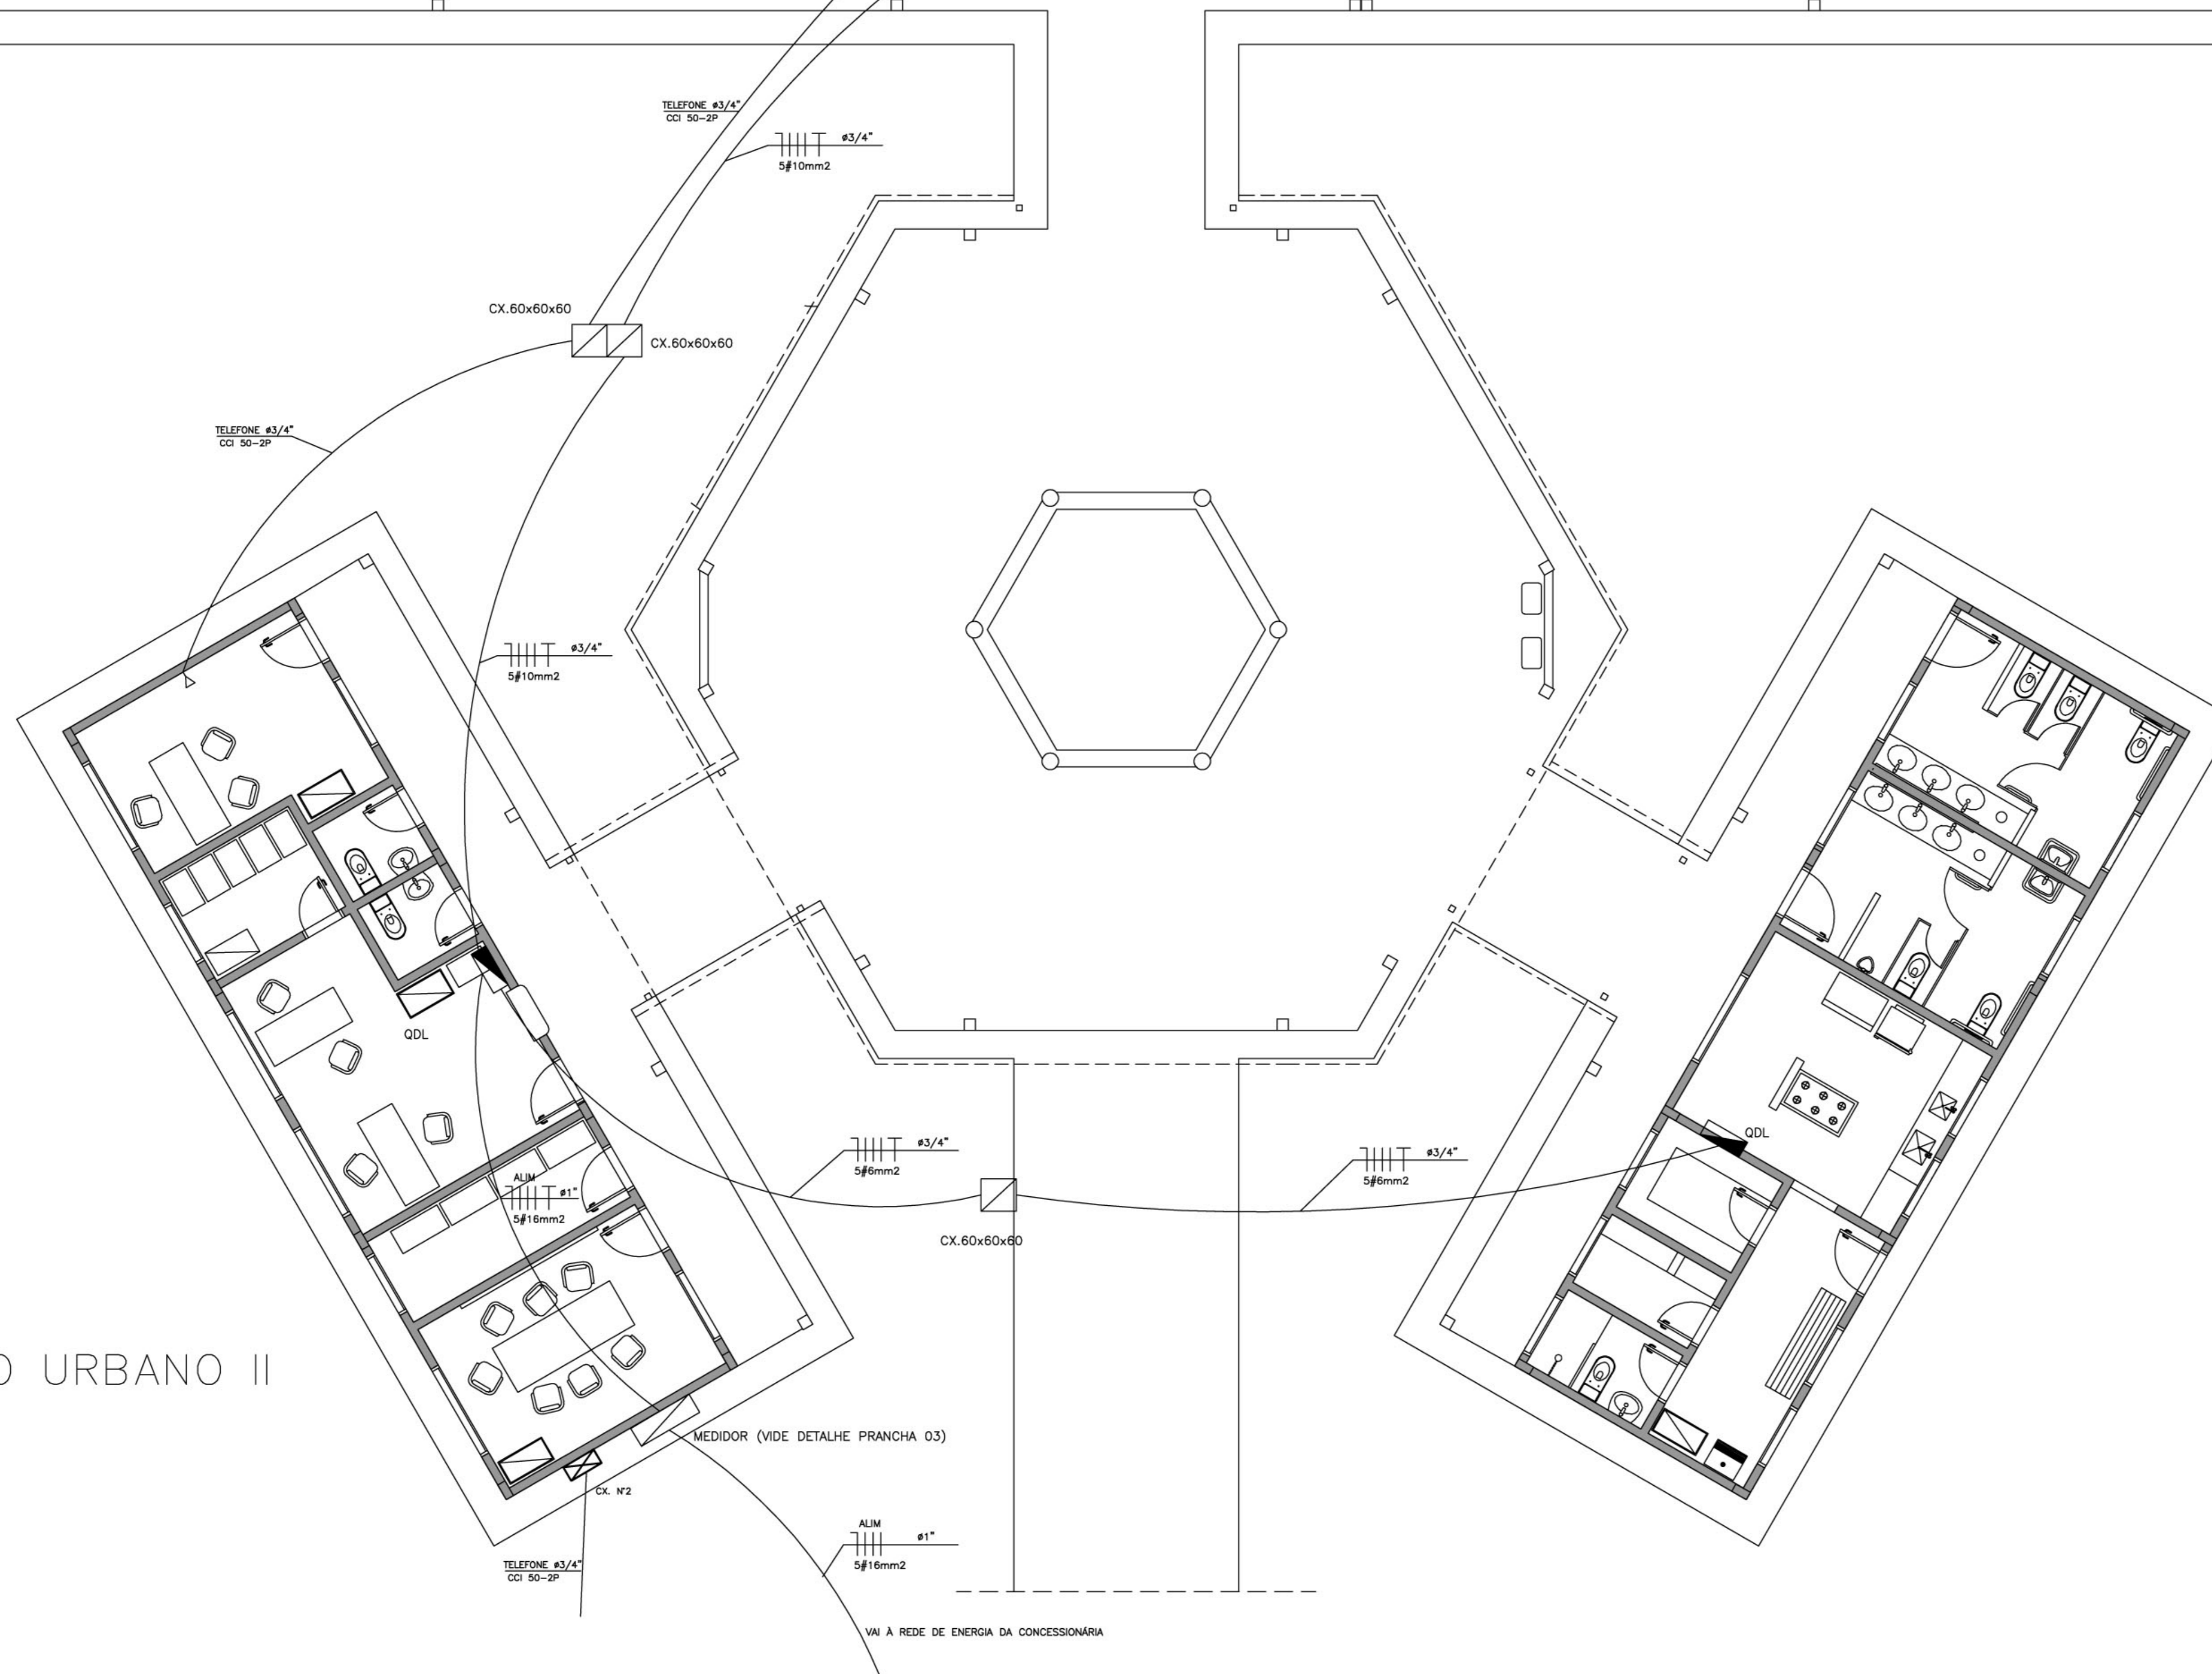 TELEFONE ø3/4"
CCI 50-2P
ø3/4"
5#10mm2
CX.60x60x60
CX.60x60x60
TELEFONE ø3/4"
CCI 50-2P
ø3/4"
5#10mm2
QDL
QDL
ø3/4"
5#6mm2
ø3/4"
5#6mm2
ALIM
ø1"
5#16mm2
CX.60x60x60
O URBANO II
MEDIDOR (VIDE DETALHE PRANCHA 03)
CX. N°2
ALIM
ø1"
5#16mm2
TELEFONE ø3/4"
CCI 50-2P
VAI À REDE DE ENERGIA DA CONCESSIONÁRIA